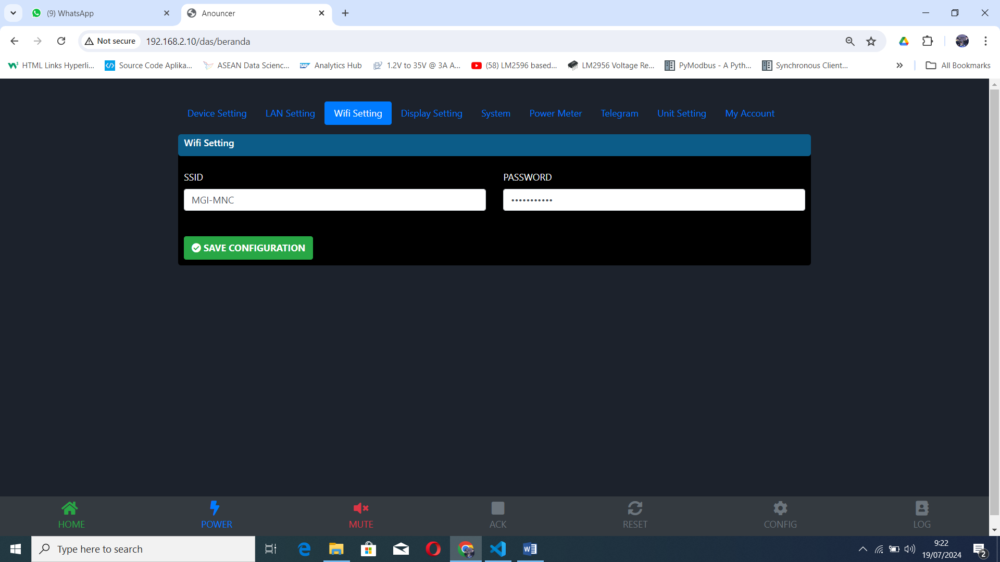 (9) WhatsApp
Anouncer
Not secure
192.168.2.10/das/beranda
HTML Links Hyperli...
Source Code Aplika...
ASEAN Data Scienc...
Analytics Hub
1.2V to 35V @ 3A A...
(58) LM2596 based...
LM2956 Voltage Re...
PyModbus - A Pyth...
Synchronous Client...
All Bookmarks
Device Setting
LAN Setting
Wifi Setting
Display Setting
System
Power Meter
Telegram
Unit Setting
My Account
Wifi Setting
SSID
PASSWORD
MGI-MNC
•••••••••••
SAVE CONFIGURATION
HOME
POWER
MUTE
ACK
RESET
CONFIG
LOG
Type here to search
9:22
19/07/2024
2